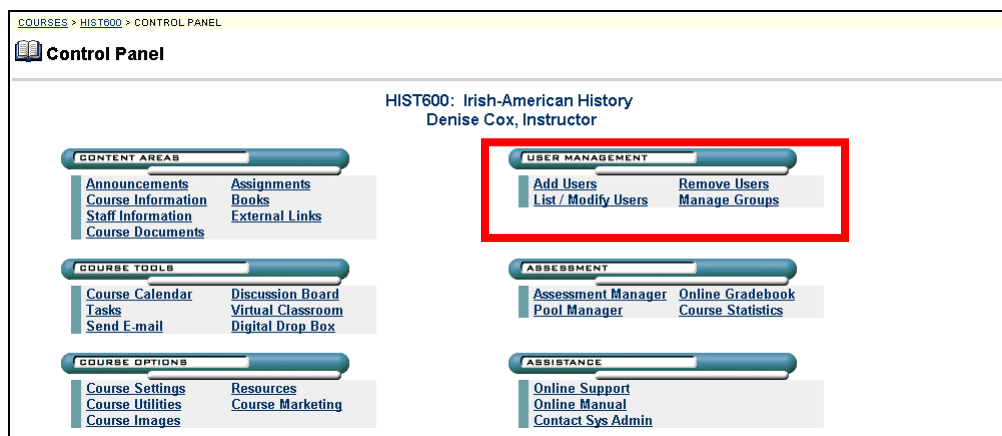 COURSES > HIST600 > CONTROL PANEL
Control Panel
HIST600: Irish-American History
Denise Cox, Instructor
CONTENT AREAS
Announcements Assignments
Course Information Books
Staff Information External Links
Course Documents
USER MANAGEMENT
Add Users Remove Users
List / Modify Users Manage Groups
COURSE TOOLS
Course Calendar Discussion Board
Tasks Virtual Classroom
Send E-mail Digital Drop Box
ASSESSMENT
Assessment Manager Online Gradebook
Pool Manager Course Statistics
COURSE OPTIONS
Course Settings Resources
Course Utilities Course Marketing
Course Images
ASSISTANCE
Online Support
Online Manual
Contact Sys Admin